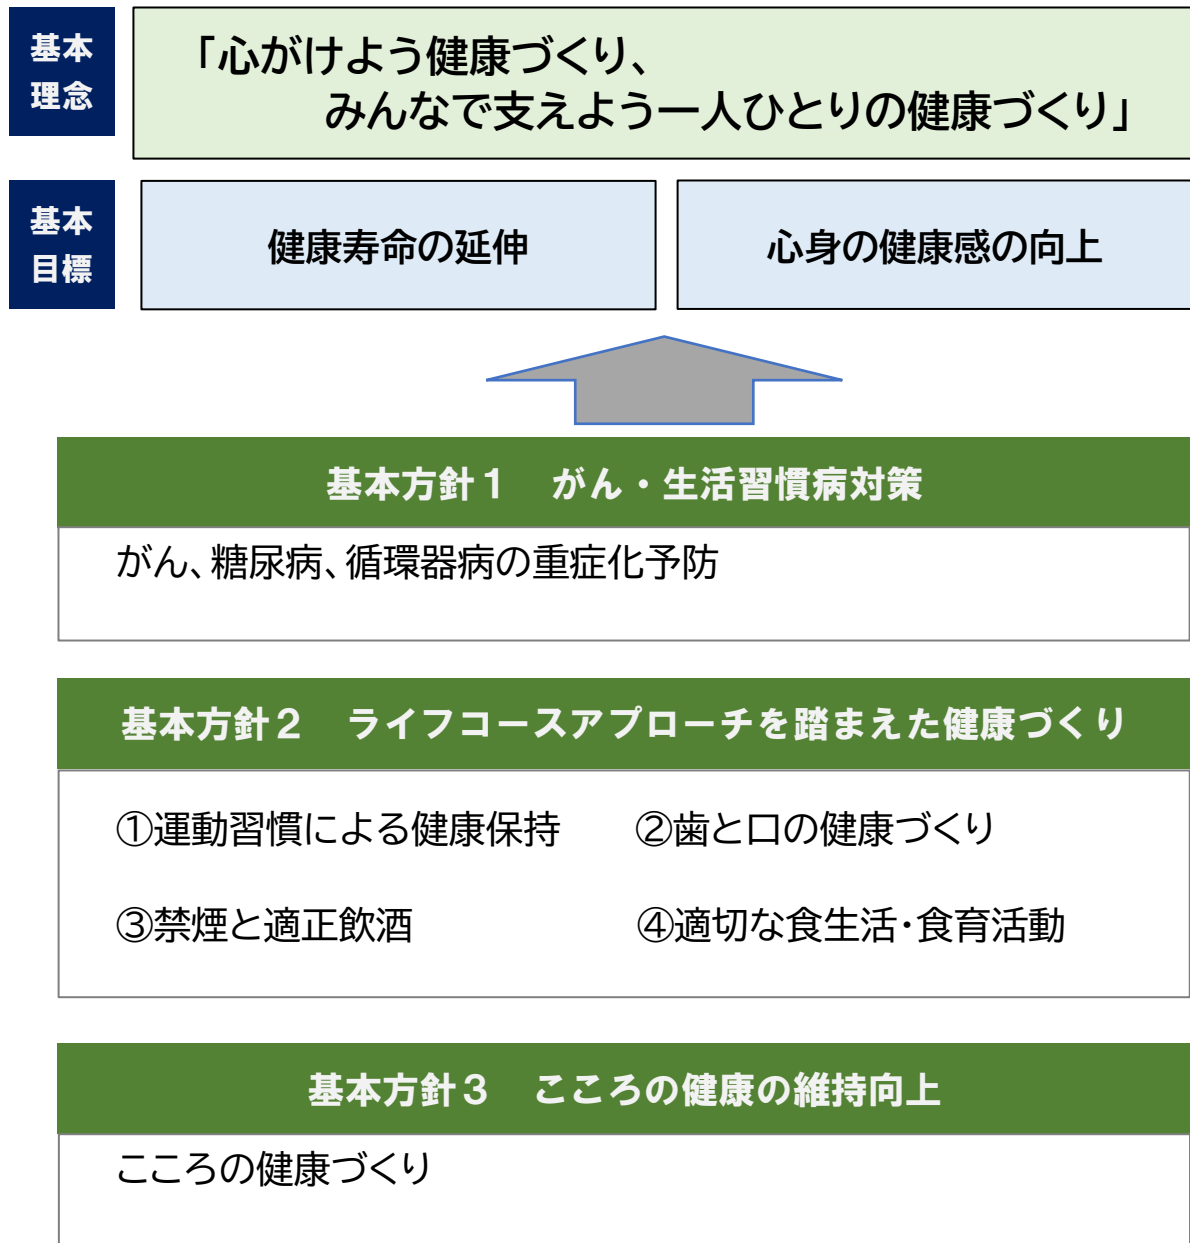 基本
理念
「心がけよう健康づくり、
みんなで支えよう一人ひとりの健康づくり」
基本
目標
健康寿命の延伸
心身の健康感の向上
基本方針１　がん・生活習慣病対策
がん、糖尿病、循環器病の重症化予防
基本方針２　ライフコースアプローチを踏まえた健康づくり
①運動習慣による健康保持　②歯と口の健康づくり
③禁煙と適正飲酒　④適切な食生活・食育活動
基本方針３　こころの健康の維持向上
こころの健康づくり